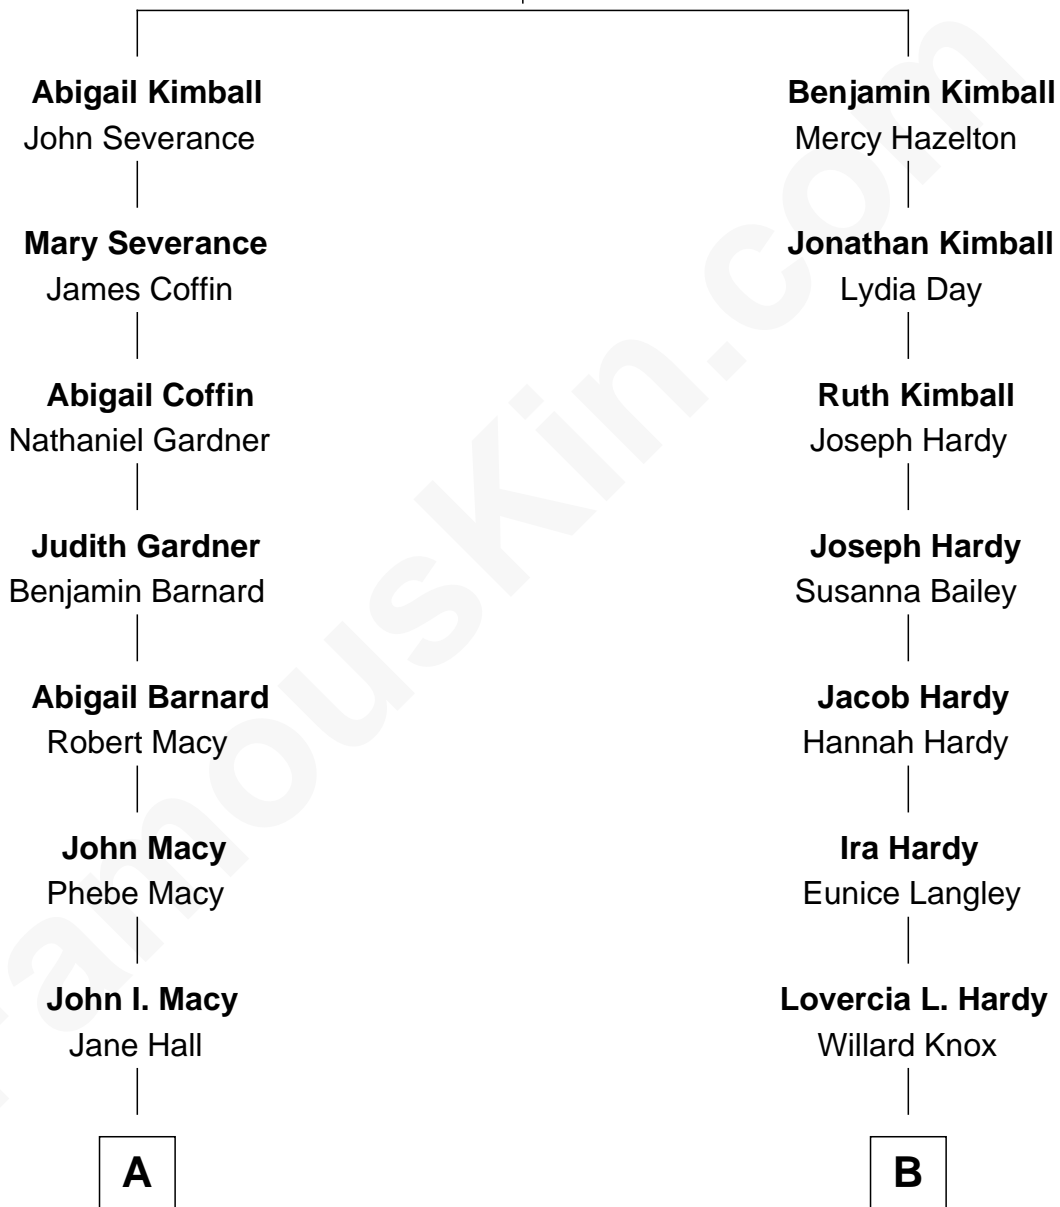 Abigail Kimball
John Severance
Mary Severance
James Coffin
Abigail Coffin
Nathaniel Gardner
Judith Gardner
Benjamin Barnard
Abigail Barnard
Robert Macy
John Macy
Phebe Macy
John I. Macy
Jane Hall
A
Benjamin Kimball
Mercy Hazelton
Jonathan Kimball
Lydia Day
Ruth Kimball
Joseph Hardy
Joseph Hardy
Susanna Bailey
Jacob Hardy
Hannah Hardy
Ira Hardy
Eunice Langley
Lovercia L. Hardy
Willard Knox
B
FamousKin.com